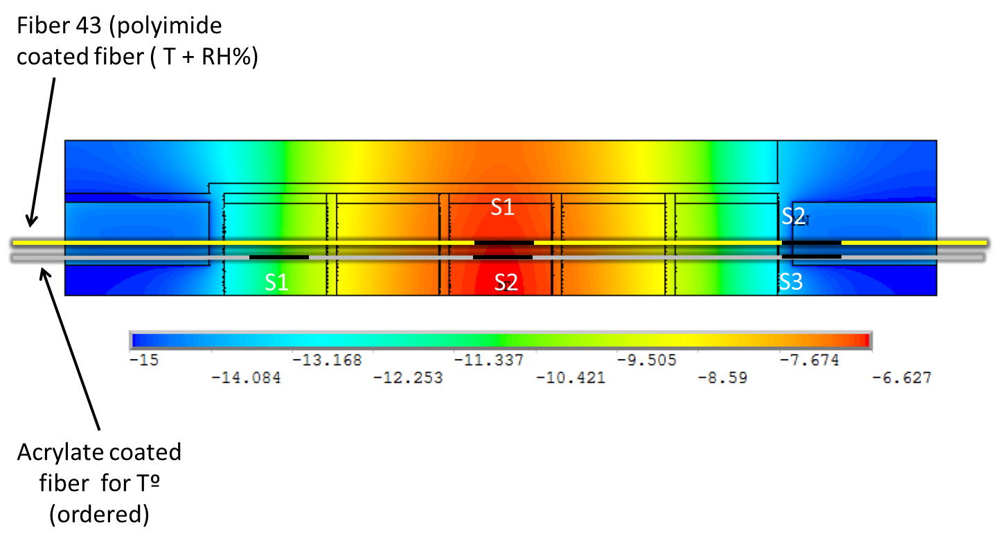 Fiber 43 (polyimide
coated fiber ( T + RH%)
S1
S2
S1
S2
S3
-15
-13.168
-11.337
-9.505
-7.674
-14.084
-12.253
-10.421
-8.59
-6.627
Acrylate coated
fiber for Tº
(ordered)